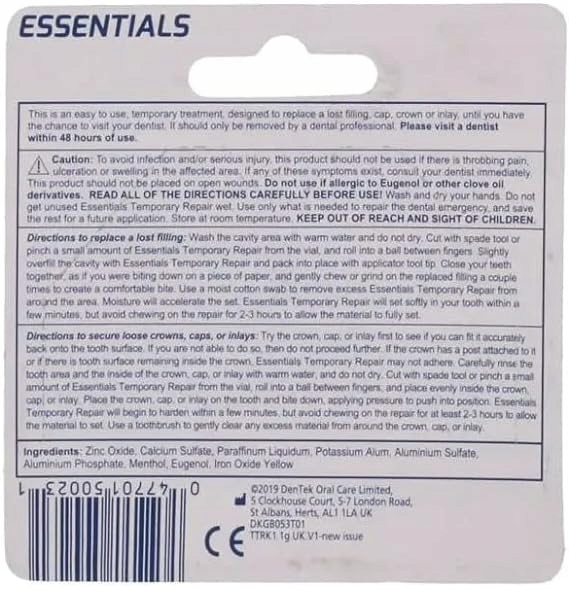 ESSENTIALS
This is an easy to use, temporary treatment, designed to replace a lost filling, cap, crown or inlay, until you have
the chance to visit your dentist. It should only be removed by a dental professional. Please visit a dentist
within 48 hours of use.
Caution: To avoid infection and/or serious injury, this product should not be used if there is throbbing pain,
ulceration or swelling in the affected area. If any of these symptoms exist, consult your dentist immediately.
This product should not be placed on open wounds. Do not use if allergic to Eugenol or other clove oil
derivatives. READ ALL OF THE DIRECTIONS CAREFULLY BEFORE USE! Wash and dry your hands. Do not
get unused Essentials Temporary Repair wet. Use only what is needed to repair the dental emergency, and save
the rest for a future application. Store at room temperature. KEEP OUT OF REACH AND SIGHT OF CHILDREN.
Directions to replace a lost filling: Wash the cavity area with warm water and do not dry. Cut with spade tool or
pinch a small amount of Essentials Temporary Repair from the vial, and roll into a ball between fingers. Slightly
overfill the cavity with Essentials Temporary Repair and pack into place with applicator tool tip. Close your teeth
together, as if you were biting down on a piece of paper, and gently chew or grind on the replaced filling a couple
times to create a comfortable bite. Use a moist cotton swab to remove excess Essentials Temporary Repair from
around the area. Moisture will accelerate the set. Essentials Temporary Repair will set softly in your tooth within a
few minutes, but avoid chewing on the repair for 2-3 hours to allow the material to fully set.
Directions to secure loose crowns, caps, or inlays: Try the crown, cap, or inlay first to see if you can fit it accurately
back onto the tooth surface. If you are not able to do so, then do not proceed further. If the crown has a post attached to it
or if there is tooth surface remaining inside the crown, Essentials Temporary Repair may not adhere. Carefully rinse the
tooth area and the inside of the crown, cap, or inlay with warm water, and do not dry. Cut with spade tool or pinch a small
amount of Essentials Temporary Repair from the vial, roll into a ball between fingers, and place evenly inside the crown,
cap, or inlay. Place the crown, cap, or inlay on the tooth and bite down, applying pressure to push into position. Essentials
Temporary Repair will begin to harden within a few minutes, but avoid chewing on the repair for at least 2-3 hours to allow
the material to set. Use a toothbrush to gently clear any excess material from around the crown, cap, or inlay.
Ingredients: Zinc Oxide, Calcium Sulfate, Paraffinum Liquidum, Potassium Alum, Aluminium Sulfate,
Aluminium Phosphate, Menthol, Eugenol, Iron Oxide Yellow
0 47701 50023 1
©2019 DenTek Oral Care Limited,
5 Clockhouse Court, 5-7 London Road,
St Albans, Herts, AL1 1LA UK
DKGB053T01
TTRK1.1g UK.V1-new issue
CE